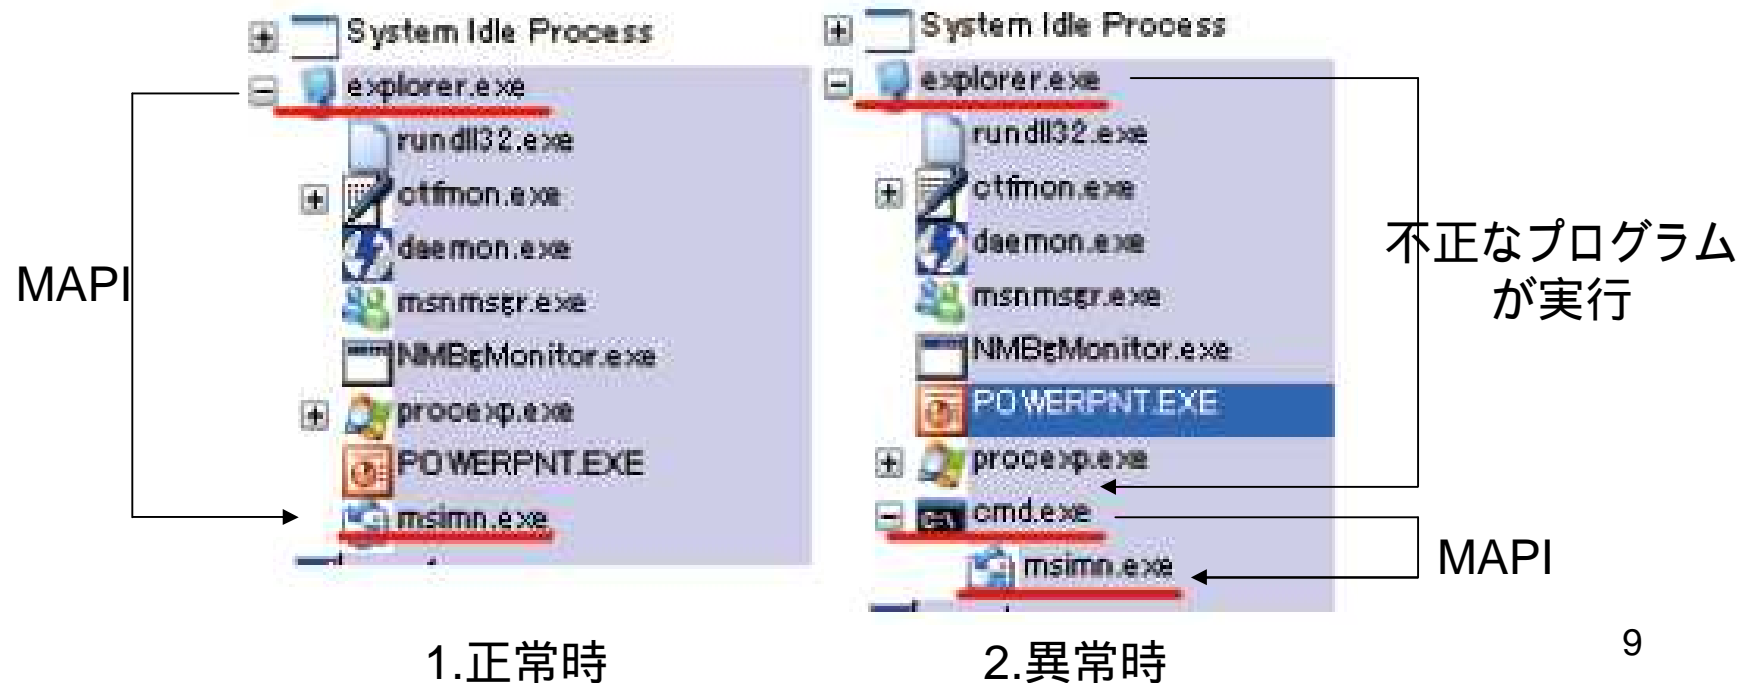 System Idle Process
explorer.exe
rundll32.exe
ctfmon.exe
daemon.exe
msnmsgr.exe
NMBgMonitor.exe
procexp.exe
POWERPNT.EXE
msimn.exe
MAPI
1.正常時
System Idle Process
explorer.exe
rundll32.exe
ctfmon.exe
daemon.exe
msnmsgr.exe
NMBgMonitor.exe
POWERPNT.EXE
procexp.exe
cmd.exe
msimn.exe
不正なプログラム
が実行
MAPI
2.異常時
9